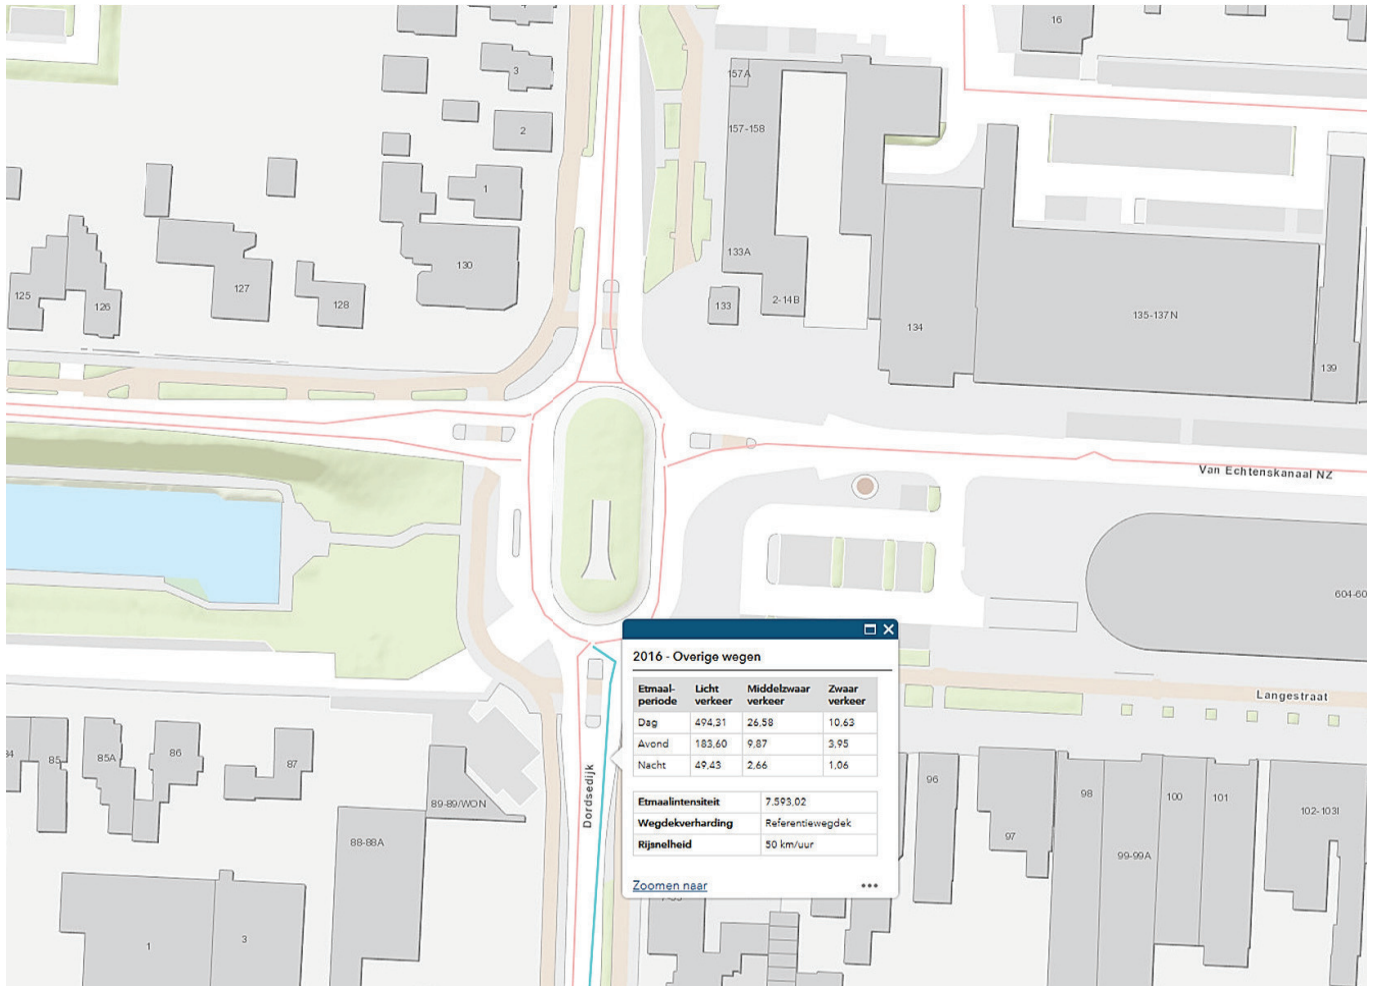 16
3
157A
2
157-158
1
133A
130
125
126
127
128
133
2-14B
134
135-137N
139
Van Echtenskanaal NZ
604-60
2016 - Overige wegen
Etmaal-periode Licht verkeer Middelzwaar verkeer Zwaar verkeer
Dag 494,31 26,58 10,63
Avond 183,60 9,87 3,95
Nacht 49,43 2,66 1,06
Etmaalintensiteit 7.593,02
Wegdekverharding Referentiewegdek
Rijsnelheid 50 km/uur
Zoomen naar
Langestraat
Dordsedijk
85
85A
86
87
89-89/WON
88-88A
96
97
98
99-99A
100
101
102-103I
1
3